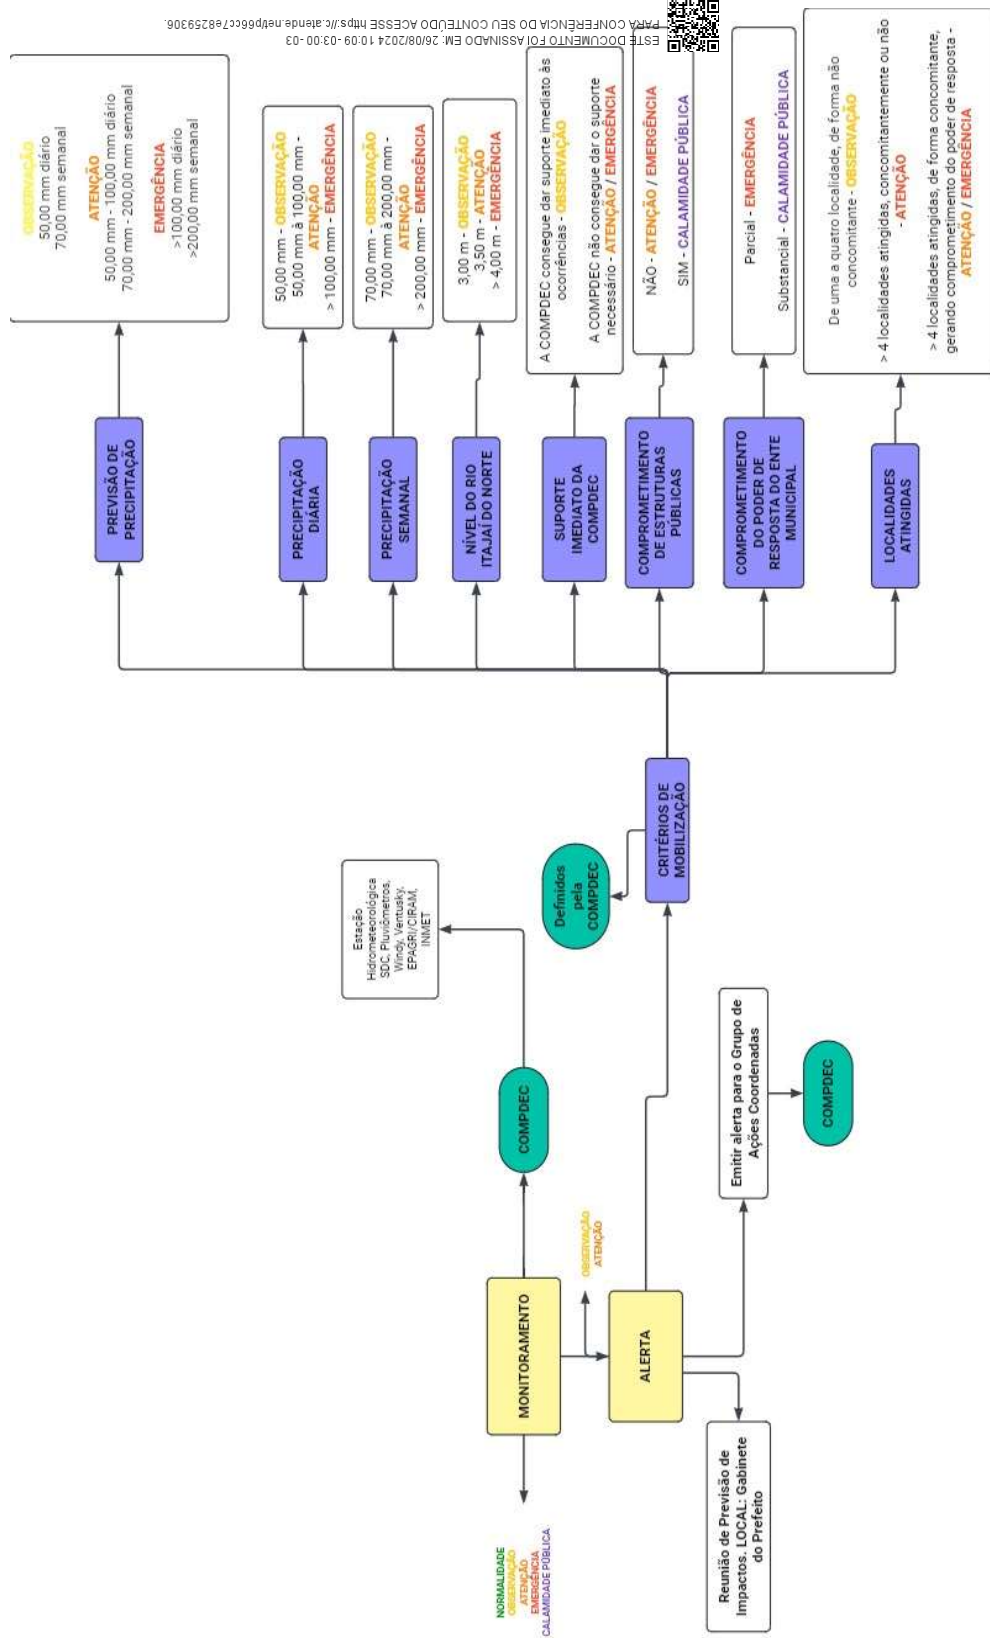 NORMALIDADE
OBSERVAÇÃO
ATENÇÃO
EMERGÊNCIA
CALAMIDADE PÚBLICA
MONITORAMENTO
COMPDEC
Estação
Hidrometeorológica
SDC, Pluviômetros,
Windy, Ventusky,
EPAGRI/CIRAM,
INMET
OBSERVAÇÃO
ATENÇÃO
ALERTA
Reunião de Previsão de
Impactos. LOCAL: Gabinete
do Prefeito
Emitir alerta para o Grupo de
Ações Coordenadas
COMPDEC
Definidos
pela
COMPDEC
CRITÉRIOS DE
MOBILIZAÇÃO
PREVISÃO DE
PRECIPITAÇÃO
OBSERVAÇÃO
50,00 mm diário
70,00 mm semanal
ATENÇÃO
50,00 mm - 100,00 mm diário
70,00 mm - 200,00 mm semanal
EMERGÊNCIA
>100,00 mm diário
>200,00 mm semanal
PRECIPITAÇÃO
DIÁRIA
50,00 mm - OBSERVAÇÃO
50,00 mm à 100,00 mm -
ATENÇÃO
> 100,00 mm - EMERGÊNCIA
PRECIPITAÇÃO
SEMANAL
70,00 mm - OBSERVAÇÃO
70,00 mm à 200,00 mm -
ATENÇÃO
> 200,00 mm - EMERGÊNCIA
NÍVEL DO RIO
ITAJAÍ DO NORTE
3,00 m - OBSERVAÇÃO
3,50 m - ATENÇÃO
> 4,00 m - EMERGÊNCIA
SUPORTE
IMEDIATO DA
COMPDEC
A COMPDEC consegue dar suporte imediato às
ocorrências - OBSERVAÇÃO
A COMPDEC não consegue dar o suporte
necessário - ATENÇÃO / EMERGÊNCIA
COMPROMETIMENTO
DE ESTRUTURAS
PÚBLICAS
NÃO - ATENÇÃO / EMERGÊNCIA
SIM - CALAMIDADE PÚBLICA
COMPROMETIMENTO
DO PODER DE
RESPOSTA DO ENTE
MUNICIPAL
Parcial - EMERGÊNCIA
Substancial - CALAMIDADE PÚBLICA
LOCALIDADES
ATINGIDAS
De uma a quatro localidade, de forma não
concomitante - OBSERVAÇÃO
> 4 localidades atingidas, concomitantemente ou não
- ATENÇÃO
> 4 localidades atingidas, de forma concomitante,
gerando comprometimento do poder de resposta -
ATENÇÃO / EMERGÊNCIA
ESTE DOCUMENTO FOI ASSINADO EM: 26/08/2024 10:09 -03:00 -03
PARA CONFERÊNCIA DO SEU CONTEÚDO ACESSE https://c.atende.net/p66cc7e8259306.